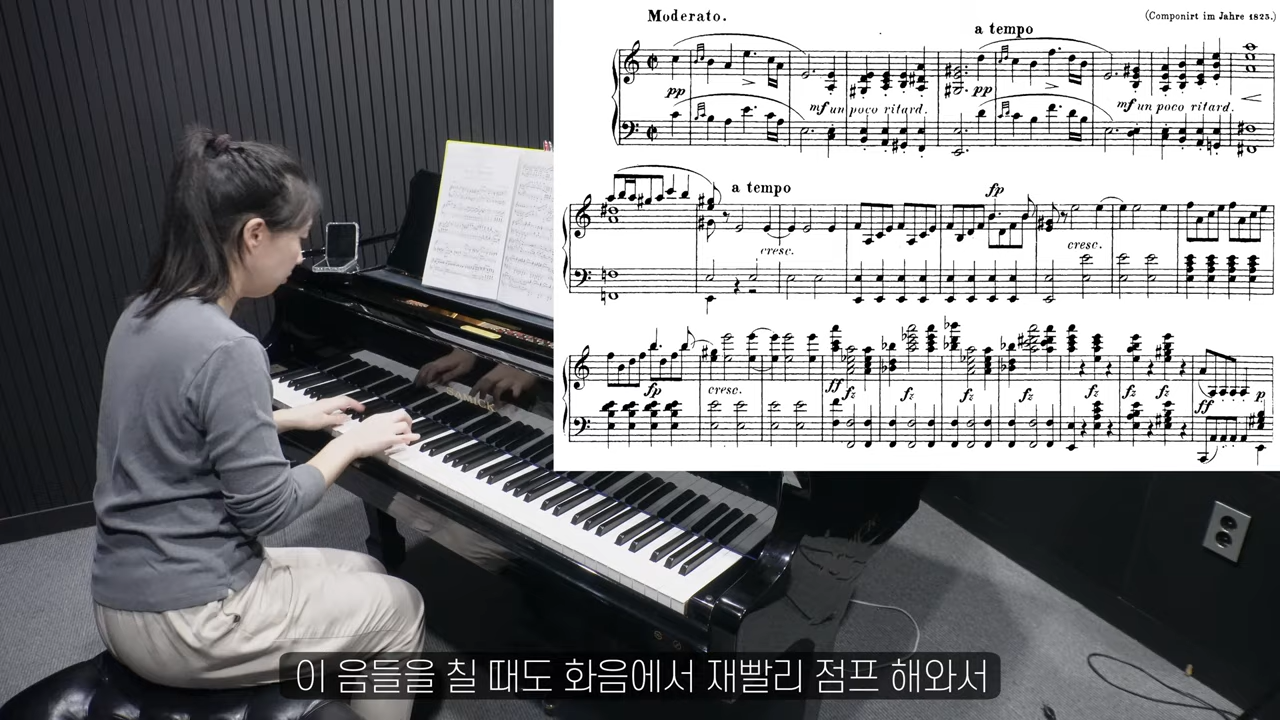 Moderato.
(Componirt im Jahre 1825.)
a tempo
pp
pp
mf un poco ritard.
mf un poco ritard.
a tempo
fp
cresc.
cresc.
fp
cresc.
ff
fz
fz
fz
fz
fz
fz
fz
ff
p
이 음들을 칠 때도 화음에서 재빨리 점프 해와서